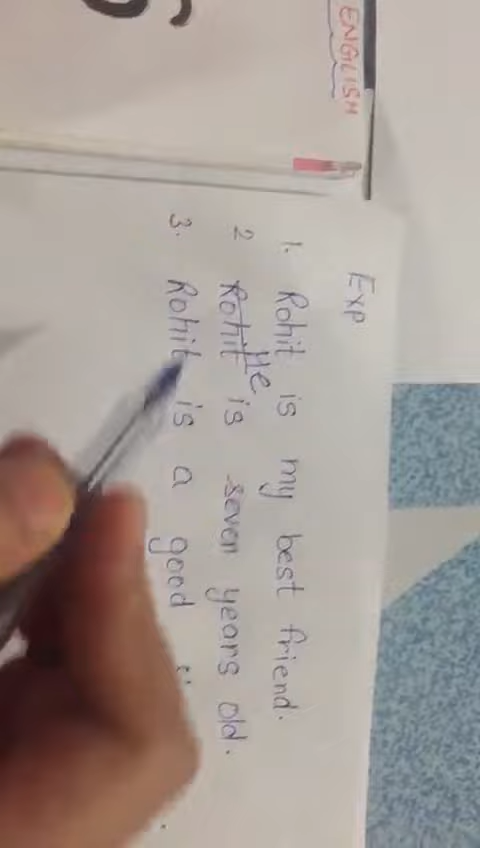 ENGLISH
Exp
1. Rohit is my best friend.
He
2 Rohit is seven years old.
3. Rohit is a good